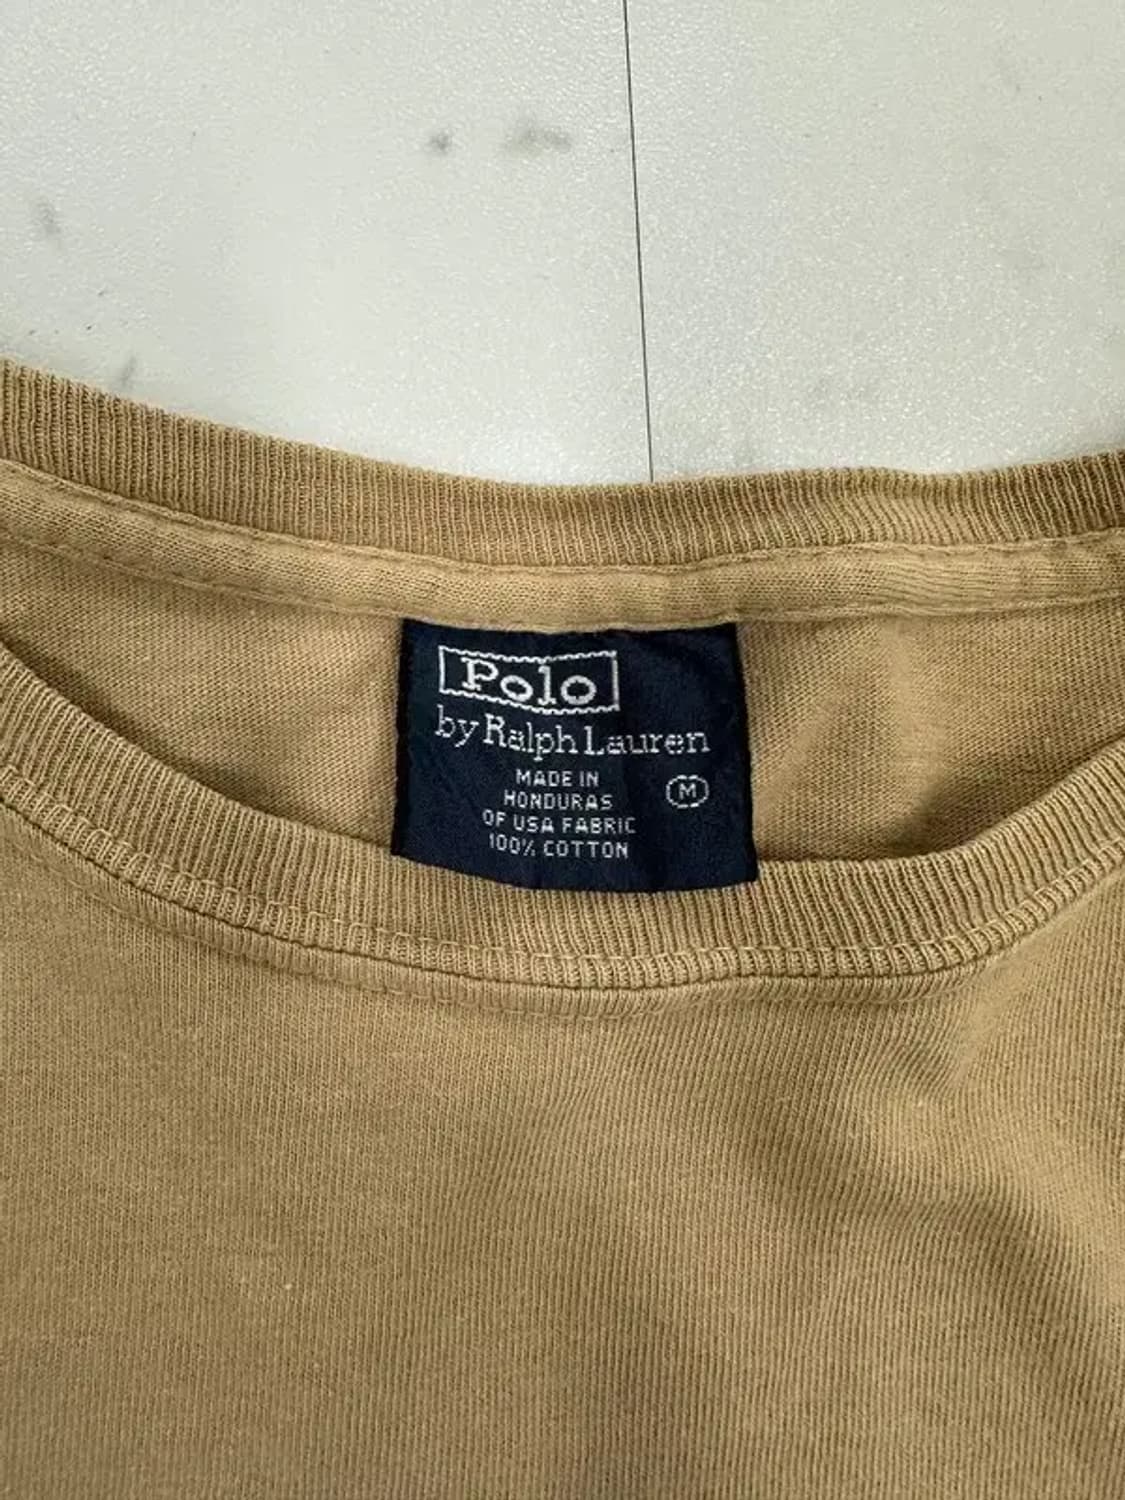 Polo
by Ralph Lauren
MADE IN
HONDURAS
OF USA FABRIC
100% COTTON
M